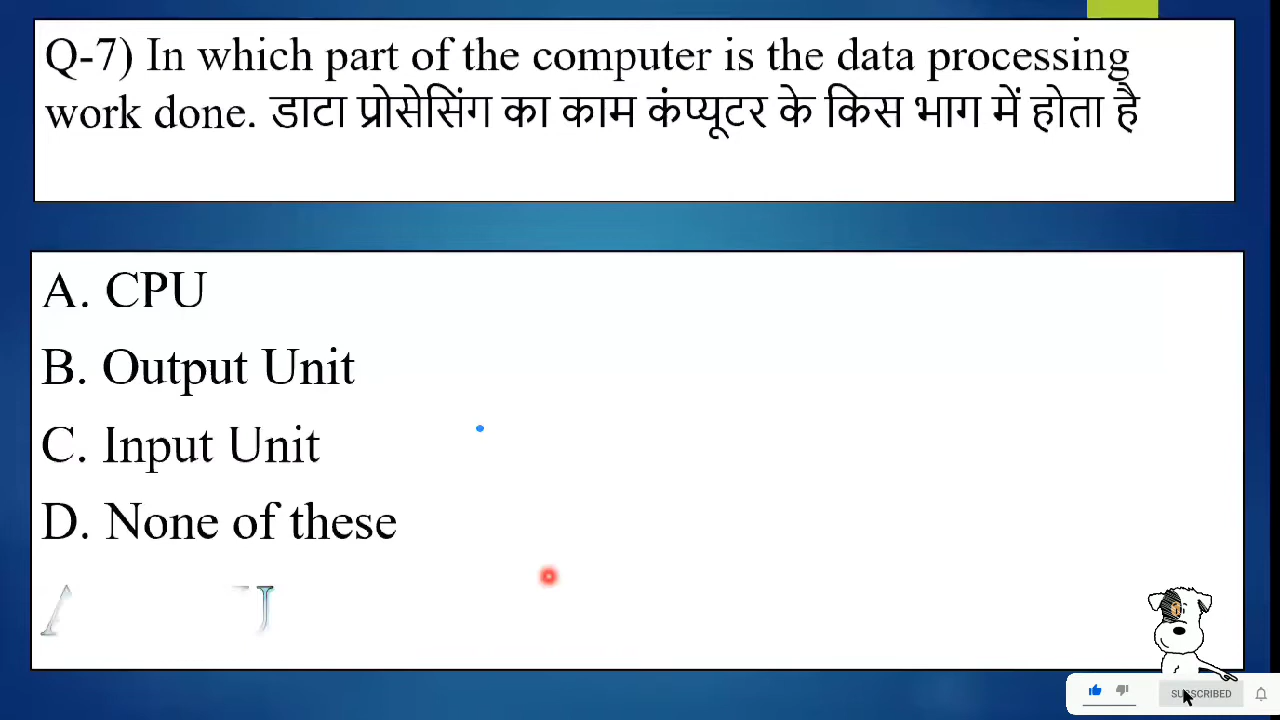 Q-7) In which part of the computer is the data processing
work done. डाटा प्रोसेसिंग का काम कंप्यूटर के किस भाग में होता है
A. CPU
B. Output Unit
C. Input Unit
D. None of these
SUBSCRIBED